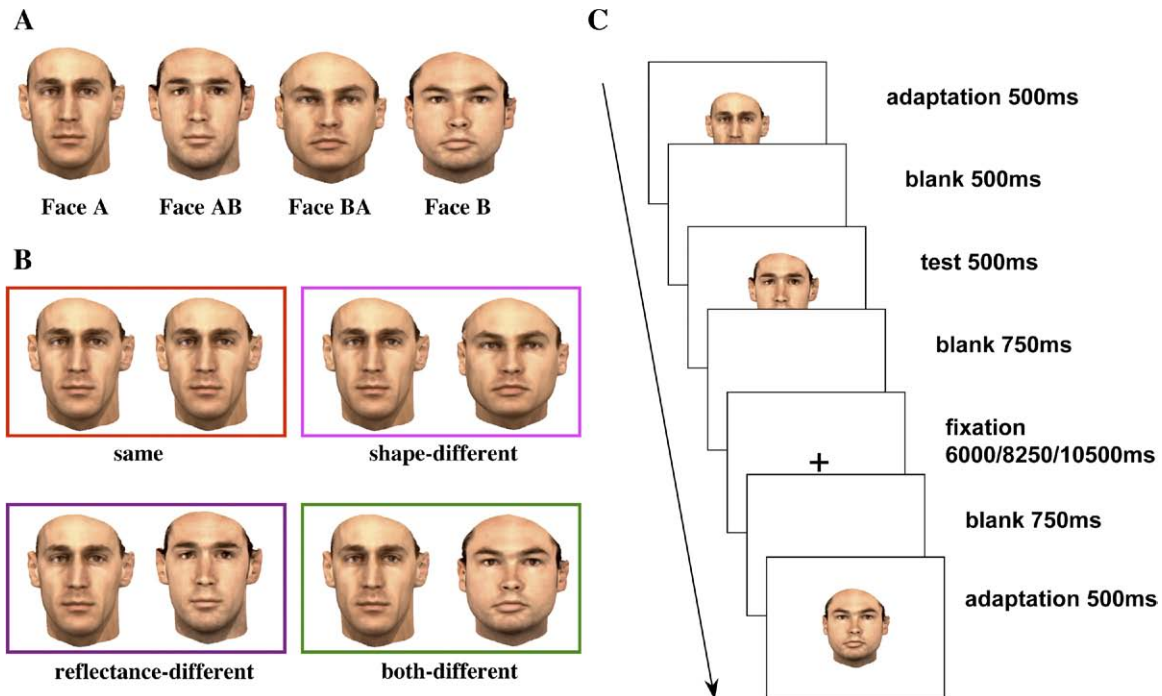 A
Face A
Face AB
Face BA
Face B
B
same
shape-different
reflectance-different
both-different
C
adaptation 500ms
blank 500ms
test 500ms
blank 750ms
fixation
6000/8250/10500ms
blank 750ms
adaptation 500ms